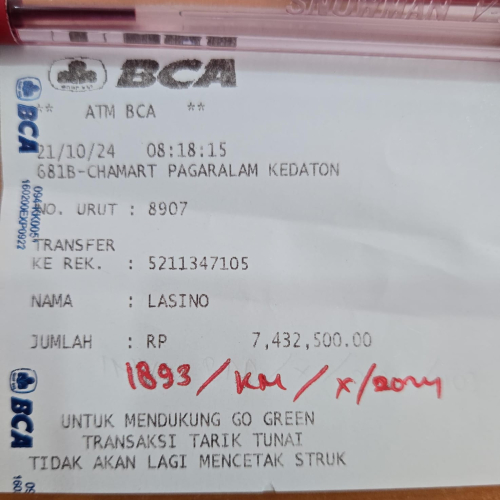 SNOWMAN V-
BCA
** ATM BCA **
21/10/24 08:18:15
G81B-CHAMART PAGARALAM KEDATON
NO. URUT : 8907
TRANSFER
KE REK. : 5211347105
NAMA : LASINO
JUMLAH : RP 7,432,500.00
1893/KM/X/2024
UNTUK MENDUKUNG GO GREEN
TRANSAKSI TARIK TUNAI
TIDAK AKAN LAGI MENCETAK STRUK
BCA
BCA